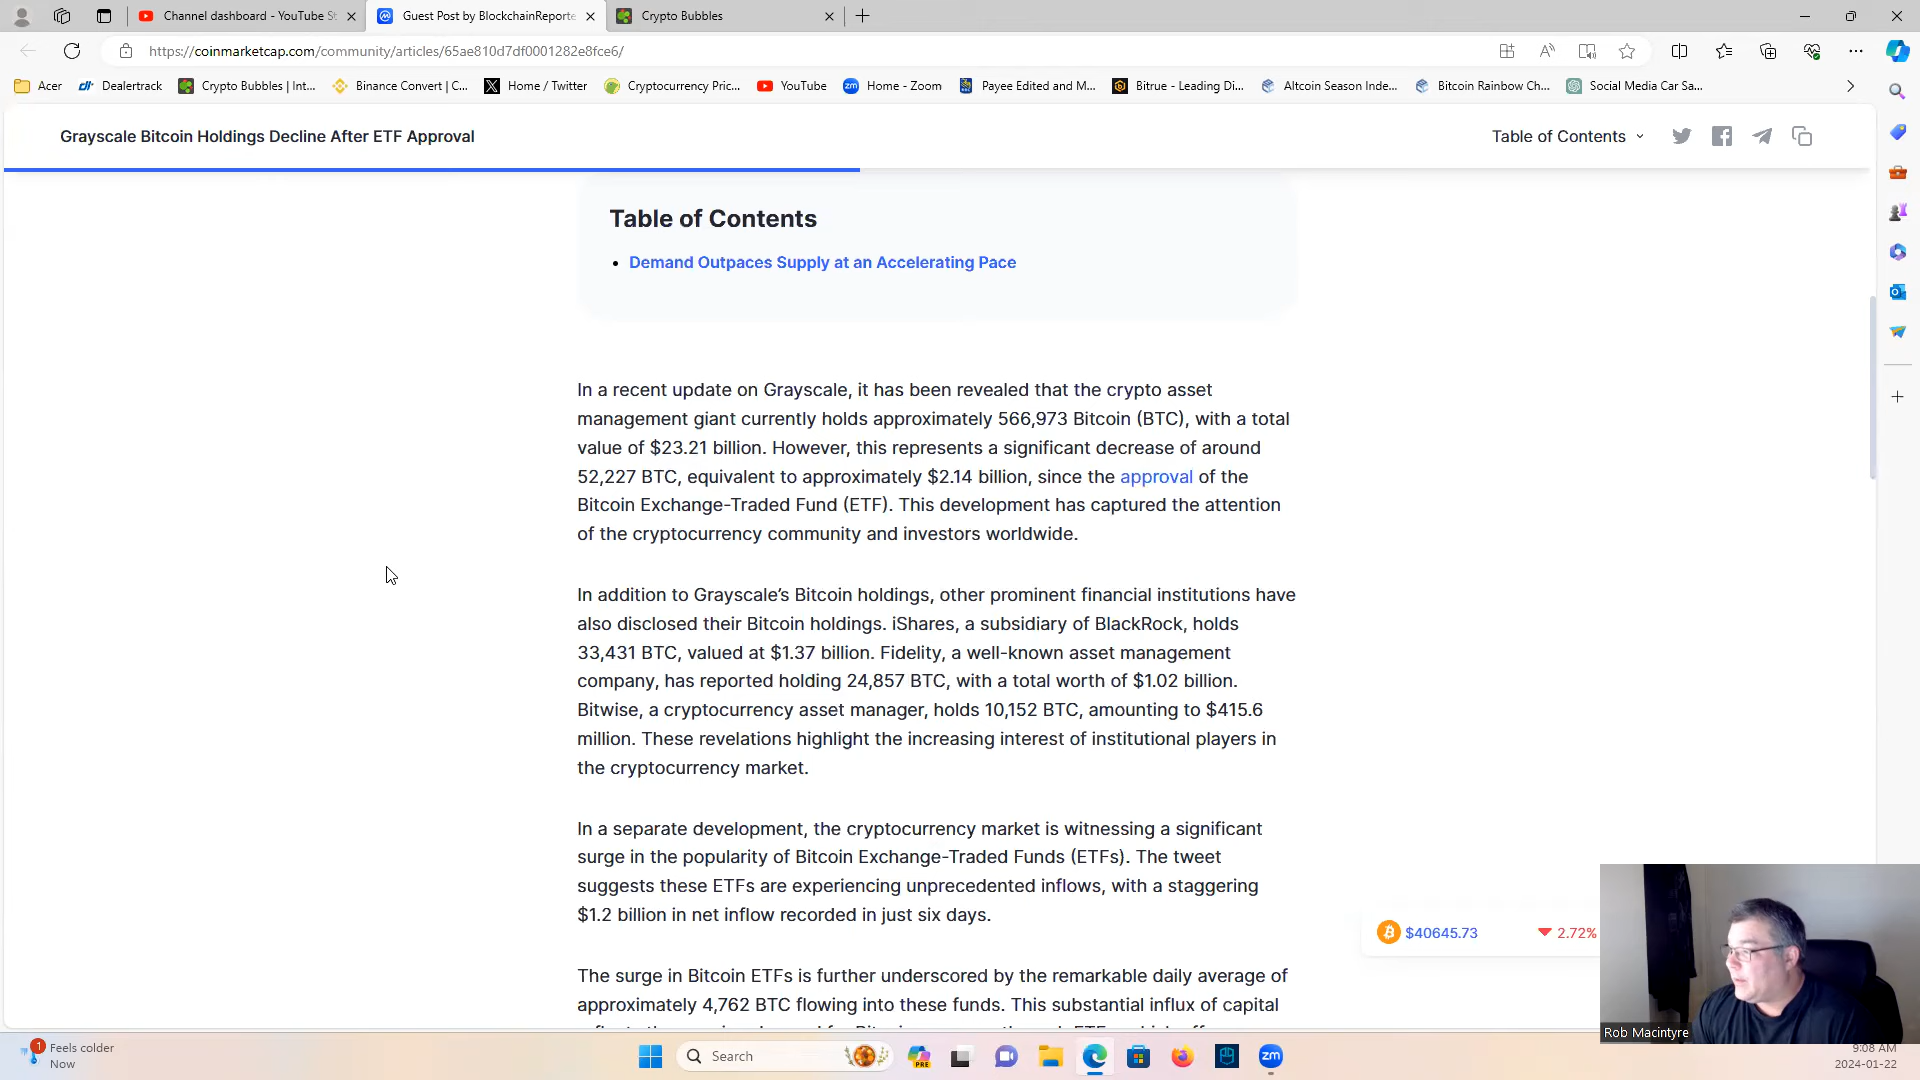 Channel dashboard - YouTube St
Guest Post by BlockchainReporte
Crypto Bubbles
https://coinmarketcap.com/community/articles/65ae810d7df0001282e8fce6/
Acer
Dealertrack
Crypto Bubbles | Int...
Binance Convert | C...
Home / Twitter
Cryptocurrency Pric...
YouTube
Home - Zoom
Payee Edited and M...
Bitrue - Leading Di...
Altcoin Season Inde...
Bitcoin Rainbow Ch...
Social Media Car Sa...
Grayscale Bitcoin Holdings Decline After ETF Approval
Table of Contents
Table of Contents
• Demand Outpaces Supply at an Accelerating Pace
In a recent update on Grayscale, it has been revealed that the crypto asset
management giant currently holds approximately 566,973 Bitcoin (BTC), with a total
value of $23.21 billion. However, this represents a significant decrease of around
52,227 BTC, equivalent to approximately $2.14 billion, since the approval of the
Bitcoin Exchange-Traded Fund (ETF). This development has captured the attention
of the cryptocurrency community and investors worldwide.
In addition to Grayscale’s Bitcoin holdings, other prominent financial institutions have
also disclosed their Bitcoin holdings. iShares, a subsidiary of BlackRock, holds
33,431 BTC, valued at $1.37 billion. Fidelity, a well-known asset management
company, has reported holding 24,857 BTC, with a total worth of $1.02 billion.
Bitwise, a cryptocurrency asset manager, holds 10,152 BTC, amounting to $415.6
million. These revelations highlight the increasing interest of institutional players in
the cryptocurrency market.
In a separate development, the cryptocurrency market is witnessing a significant
surge in the popularity of Bitcoin Exchange-Traded Funds (ETFs). The tweet
suggests these ETFs are experiencing unprecedented inflows, with a staggering
$1.2 billion in net inflow recorded in just six days.
$40645.73
2.72%
The surge in Bitcoin ETFs is further underscored by the remarkable daily average of
approximately 4,762 BTC flowing into these funds. This substantial influx of capital
Rob Macintyre
1
Feels colder
Now
Search
PRE
zm
9:08 AM
2024-01-22